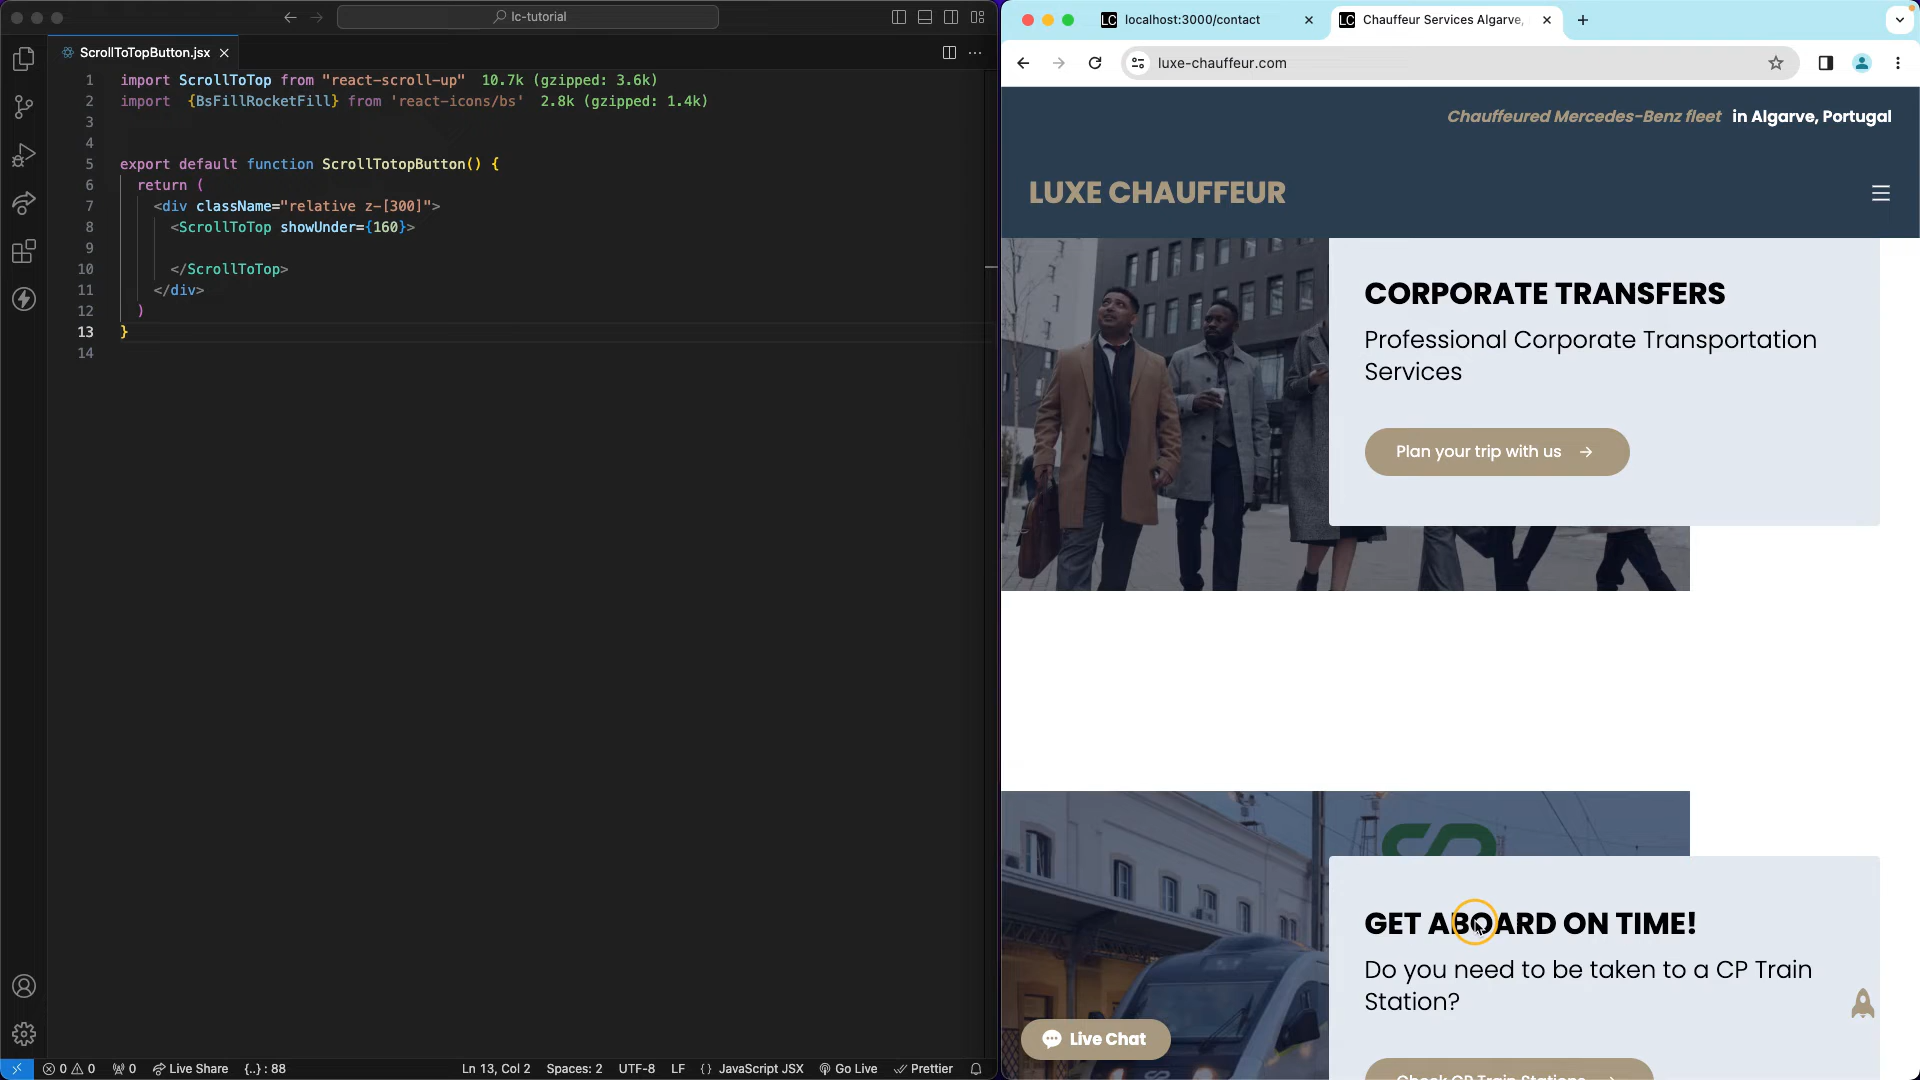 lc-tutorial
ScrollToTopButton.jsx
1 import ScrollToTop from "react-scroll-up" 10.7k (gzipped: 3.6k)
2 import {BsFillRocketFill} from 'react-icons/bs' 2.8k (gzipped: 1.4k)
3
4
5 export default function ScrollTotopButton() {
6 return (
7 <div className="relative z-[300]">
8 <ScrollToTop showUnder={160}>
9
10 </ScrollToTop>
11 </div>
12 )
13 }
14
0 0 0 Live Share {..} : 88 Ln 13, Col 2 Spaces: 2 UTF-8 LF {} JavaScript JSX Go Live Prettier
LC localhost:3000/contact LC Chauffeur Services Algarve,
luxe-chauffeur.com
Chauffeured Mercedes-Benz fleet in Algarve, Portugal
LUXE CHAUFFEUR
CORPORATE TRANSFERS
Professional Corporate Transportation
Services
Plan your trip with us →
GET ABOARD ON TIME!
Do you need to be taken to a CP Train
Station?
Live Chat
Check CP Train Stations